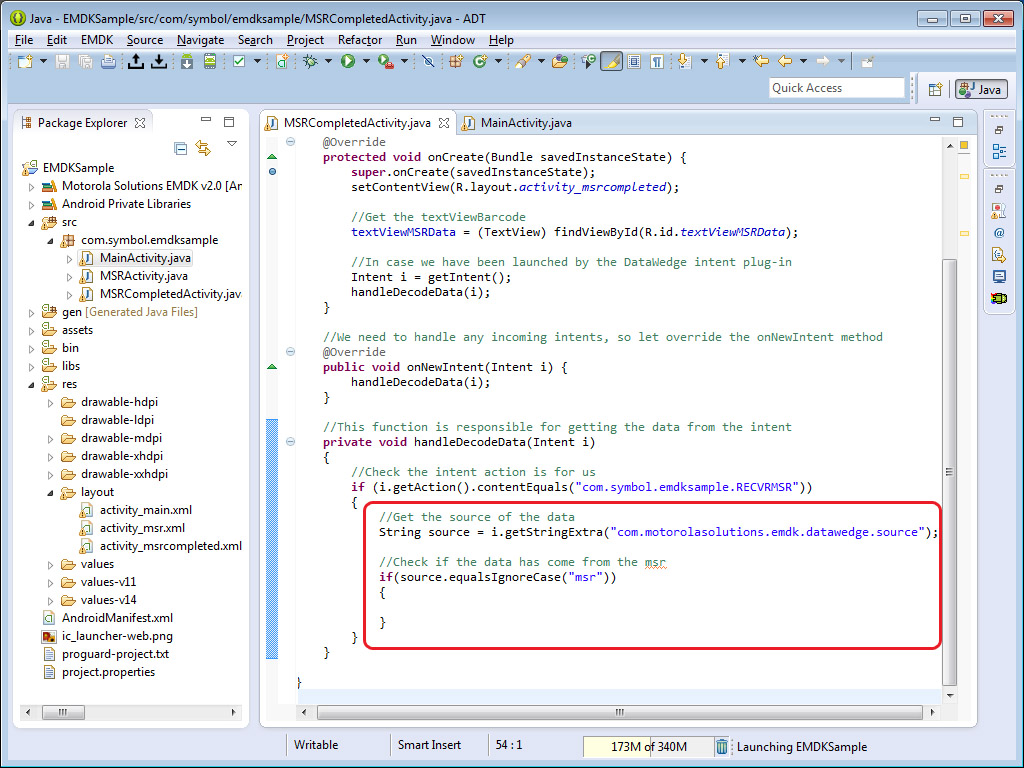 Java - EMDKSample/src/com/symbol/emdksample/MSRCompletedActivity.java - ADT
File Edit EMDK Source Navigate Search Project Refactor Run Window Help
Quick Access
Java
Package Explorer
EMDKSample
Motorola Solutions EMDK v2.0 [An
Android Private Libraries
src
com.symbol.emdksample
MainActivity.java
MSRActivity.java
MSRCompletedActivity.java
gen [Generated Java Files]
assets
bin
libs
res
drawable-hdpi
drawable-ldpi
drawable-mdpi
drawable-xhdpi
drawable-xxhdpi
layout
activity_main.xml
activity_msr.xml
activity_msrcompleted.xml
values
values-v11
values-v14
AndroidManifest.xml
ic_launcher-web.png
proguard-project.txt
project.properties
MSRCompletedActivity.java MainActivity.java
@Override
protected void onCreate(Bundle savedInstanceState) {
super.onCreate(savedInstanceState);
setContentView(R.layout.activity_msrcompleted);
//Get the textViewBarcode
textViewMSRData = (TextView) findViewById(R.id.textViewMSRData);
//In case we have been launched by the DataWedge intent plug-in
Intent i = getIntent();
handleDecodeData(i);
}
//We need to handle any incoming intents, so let override the onNewIntent method
@Override
public void onNewIntent(Intent i) {
handleDecodeData(i);
}
//This function is responsible for getting the data from the intent
private void handleDecodeData(Intent i)
{
//Check the intent action is for us
if (i.getAction().contentEquals("com.symbol.emdksample.RECVRMSR"))
{
//Get the source of the data
String source = i.getStringExtra("com.motorolasolutions.emdk.datawedge.source");
//Check if the data has come from the msr
if(source.equalsIgnoreCase("msr"))
{
}
}
}
}
Writable Smart Insert 54 : 1 173M of 340M Launching EMDKSample